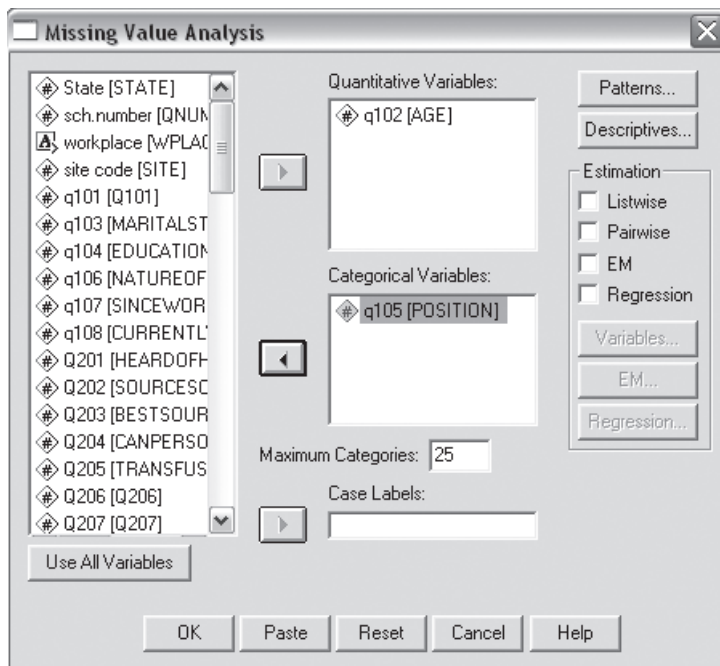 Missing Value Analysis
State [STATE]
sch.number [QNUM
workplace [WPLAC
site code [SITE]
q101 [Q101]
q103 [MARITALST
q104 [EDUCATION
q106 [NATUREOF
q107 [SINCEWOR
q108 [CURRENTL
Q201 [HEARDOFH
Q202 [SOURCESO
Q203 [BESTSOUR
Q204 [CANPERSO
Q205 [TRANSFUS
Q206 [Q206]
Q207 [Q207]
Use All Variables
Quantitative Variables:
q102 [AGE]
Categorical Variables:
q105 [POSITION]
Maximum Categories: 25
Case Labels:
Patterns...
Descriptives...
Estimation
Listwise
Pairwise
EM
Regression
Variables...
EM...
Regression...
OK Paste Reset Cancel Help